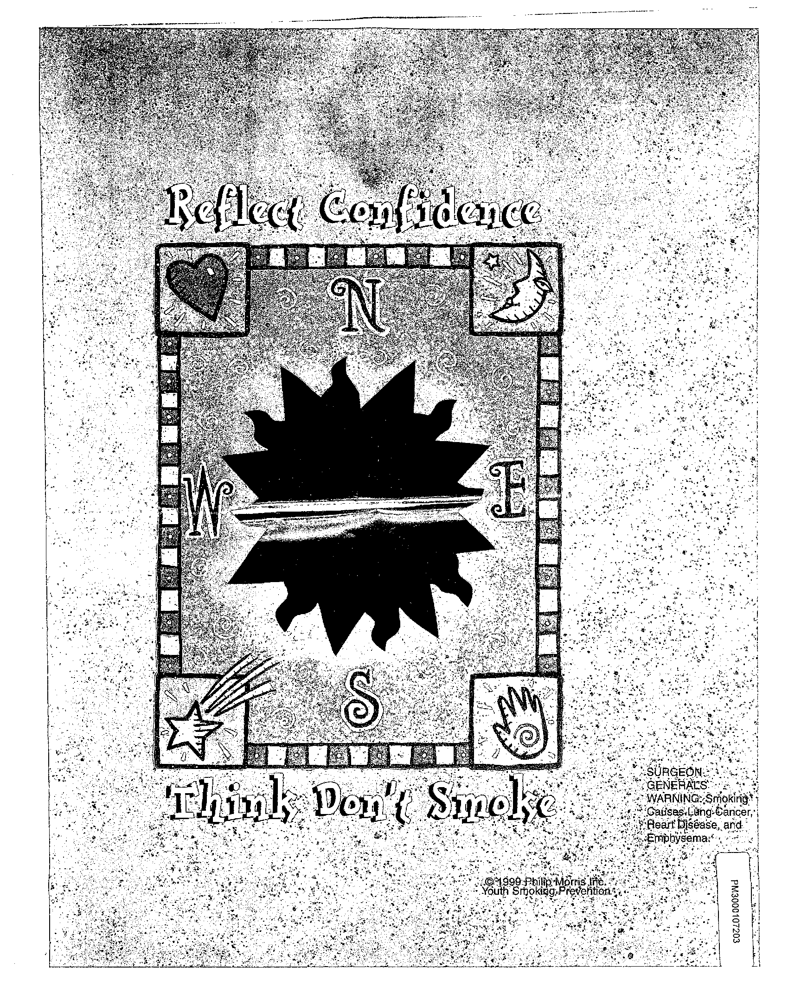 Reflect Confidence
N
W
E
S
Think Don't Smoke
SURGEON
GENERAL'S
WARNING: Smoking
Causes Lung Cancer,
Heart Disease, and
Emphysema.
© 1999 Philip Morris Inc.
Youth Smoking Prevention
PM3000107203